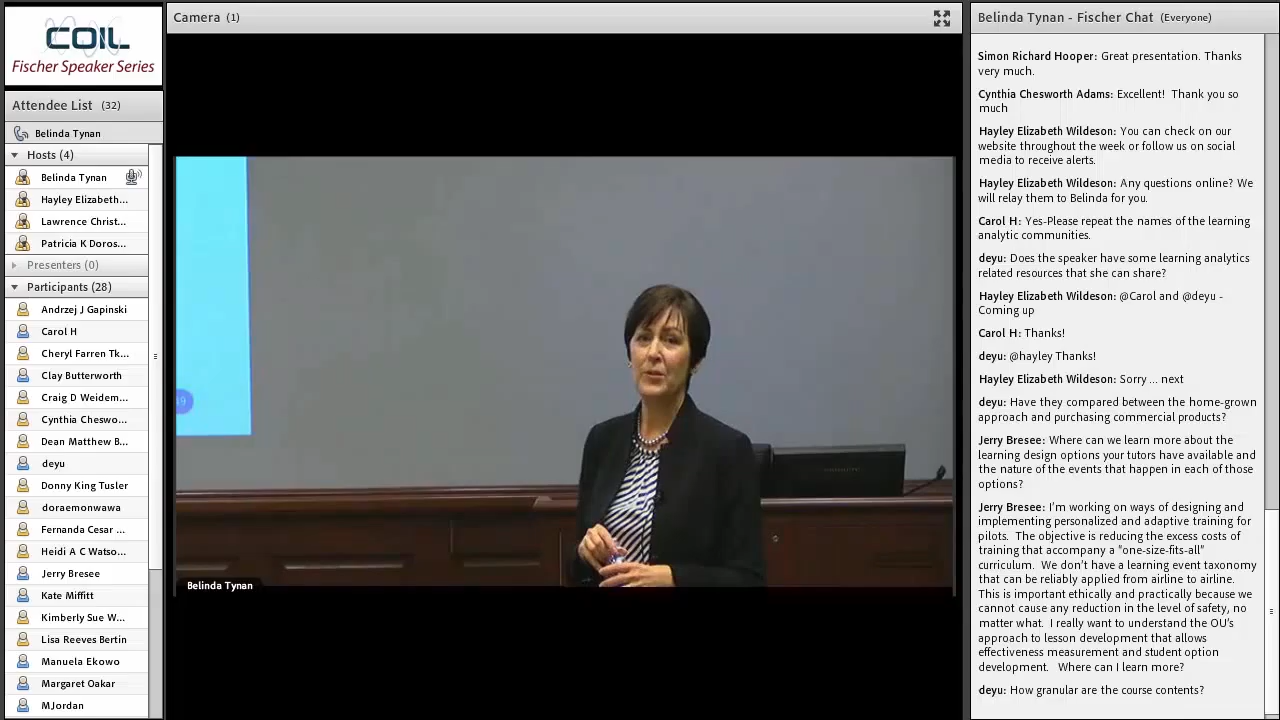 COIL
Fischer Speaker Series
Attendee List (32)
Belinda Tynan
Hosts (4)
Belinda Tynan
Hayley Elizabeth...
Lawrence Christ...
Patricia K Doros...
Presenters (0)
Participants (28)
Andrzej J Gapinski
Carol H
Cheryl Farren Tk...
Clay Butterworth
Craig D Weidem...
Cynthia Cheswo...
Dean Matthew B...
deyu
Donny King Tusler
doraemonwawa
Fernanda Cesar ...
Heidi A C Watso...
Jerry Bresee
Kate Miffitt
Kimberly Sue W...
Lisa Reeves Bertin
Manuela Ekowo
Margaret Oakar
MJordan
Camera (1)
Belinda Tynan
Belinda Tynan - Fischer Chat (Everyone)
Simon Richard Hooper: Great presentation. Thanks
very much.
Cynthia Chesworth Adams: Excellent! Thank you so
much
Hayley Elizabeth Wildeson: You can check on our
website throughout the week or follow us on social
media to receive alerts.
Hayley Elizabeth Wildeson: Any questions online? We
will relay them to Belinda for you.
Carol H: Yes-Please repeat the names of the learning
analytic communities.
deyu: Does the speaker have some learning analytics
related resources that she can share?
Hayley Elizabeth Wildeson: @Carol and @deyu -
Coming up
Carol H: Thanks!
deyu: @hayley Thanks!
Hayley Elizabeth Wildeson: Sorry ... next
deyu: Have they compared between the home-grown
approach and purchasing commercial products?
Jerry Bresee: Where can we learn more about the
learning design options your tutors have available and
the nature of the events that happen in each of those
options?
Jerry Bresee: I'm working on ways of designing and
implementing personalized and adaptive training for
pilots. The objective is reducing the excess costs of
training that accompany a "one-size-fits-all"
curriculum. We don't have a learning event taxonomy
that can be reliably applied from airline to airline.
This is important ethically and practically because we
cannot cause any reduction in the level of safety, no
matter what. I really want to understand the OU's
approach to lesson development that allows
effectiveness measurement and student option
development. Where can I learn more?
deyu: How granular are the course contents?